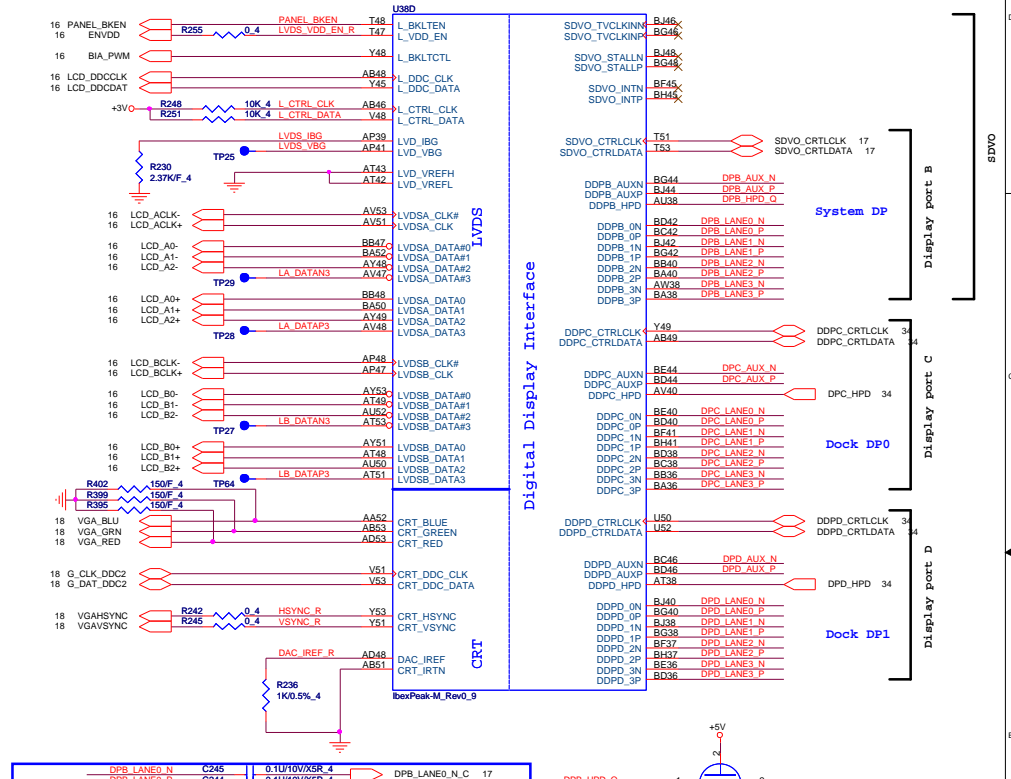 U38D
16 PANEL_BKEN PANEL_BKEN T48 L_BKLTEN
16 ENVDD R255 0_4 LVDS_VDD_EN_R T47 L_VDD_EN
16 BIA_PWM Y48 L_BKLTCTL
16 LCD_DDCCLK AB48 L_DDC_CLK
16 LCD_DDCDAT Y45 L_DDC_DATA
+3V R248 10K_4 L_CTRL_CLK AB46 L_CTRL_CLK
R251 10K_4 L_CTRL_DATA V48 L_CTRL_DATA
LVDS_IBG AP39 LVD_IBG
TP25 LVDS_VBG AP41 LVD_VBG
R230
2.37K/F_4
AT43 LVD_VREFH
AT42 LVD_VREFL
16 LCD_ACLK- AV53 LVDSA_CLK#
16 LCD_ACLK+ AV51 LVDSA_CLK
16 LCD_A0- BB47 LVDSA_DATA#0
16 LCD_A1- BA52 LVDSA_DATA#1
16 LCD_A2- AY48 LVDSA_DATA#2
TP29 LA_DATAN3 AV47 LVDSA_DATA#3
16 LCD_A0+ BB48 LVDSA_DATA0
16 LCD_A1+ BA50 LVDSA_DATA1
16 LCD_A2+ AY49 LVDSA_DATA2
TP28 LA_DATAP3 AV48 LVDSA_DATA3
16 LCD_BCLK- AP48 LVDSB_CLK#
16 LCD_BCLK+ AP47 LVDSB_CLK
16 LCD_B0- AY53 LVDSB_DATA#0
16 LCD_B1- AT49 LVDSB_DATA#1
16 LCD_B2- AU52 LVDSB_DATA#2
TP27 LB_DATAN3 AT53 LVDSB_DATA#3
16 LCD_B0+ AY51 LVDSB_DATA0
16 LCD_B1+ AT48 LVDSB_DATA1
16 LCD_B2+ AU50 LVDSB_DATA2
TP64 LB_DATAP3 AT51 LVDSB_DATA3
R402 150/F_4
R399 150/F_4
R395 150/F_4
18 VGA_BLU AA52 CRT_BLUE
18 VGA_GRN AB53 CRT_GREEN
18 VGA_RED AD53 CRT_RED
18 G_CLK_DDC2 V51 CRT_DDC_CLK
18 G_DAT_DDC2 V53 CRT_DDC_DATA
18 VGAHSYNC R242 0_4 HSYNC_R Y53 CRT_HSYNC
18 VGAVSYNC R245 0_4 VSYNC_R Y51 CRT_VSYNC
DAC_IREF_R AD48 DAC_IREF
AB51 CRT_IRTN
R236
1K/0.5%_4
IbexPeak-M_Rev0_9
LVDS
CRT
Digital Display Interface
SDVO_TVCLKINN BJ46
SDVO_TVCLKINP BG46
SDVO_STALLN BJ48
SDVO_STALLP BG48
SDVO_INTN BF45
SDVO_INTP BH45
SDVO_CTRLCLK T51 SDVO_CRTLCLK 17
SDVO_CTRLDATA T53 SDVO_CRTLDATA 17
DDPB_AUXN BG44 DPB_AUX_N
DDPB_AUXP BJ44 DPB_AUX_P
DDPB_HPD AU38 DPB_HPD_Q
DDPB_0N BD42 DPB_LANE0_N
DDPB_0P BC42 DPB_LANE0_P
DDPB_1N BJ42 DPB_LANE1_N
DDPB_1P BG42 DPB_LANE1_P
DDPB_2N BB40 DPB_LANE2_N
DDPB_2P BA40 DPB_LANE2_P
DDPB_3N AW38 DPB_LANE3_N
DDPB_3P BA38 DPB_LANE3_P
System DP
Display port B
SDVO
DDPC_CTRLCLK Y49 DDPC_CRTLCLK 34
DDPC_CTRLDATA AB49 DDPC_CRTLDATA 34
DDPC_AUXN BE44 DPC_AUX_N
DDPC_AUXP BD44 DPC_AUX_P
DDPC_HPD AV40 DPC_HPD 34
DDPC_0N BE40 DPC_LANE0_N
DDPC_0P BD40 DPC_LANE0_P
DDPC_1N BF41 DPC_LANE1_N
DDPC_1P BH41 DPC_LANE1_P
DDPC_2N BD38 DPC_LANE2_N
DDPC_2P BC38 DPC_LANE2_P
DDPC_3N BB36 DPC_LANE3_N
DDPC_3P BA36 DPC_LANE3_P
Dock DP0
Display port C
DDPD_CTRLCLK U50 DDPD_CRTLCLK 34
DDPD_CTRLDATA U52 DDPD_CRTLDATA 34
DDPD_AUXN BC46 DPD_AUX_N
DDPD_AUXP BD46 DPD_AUX_P
DDPD_HPD AT38 DPD_HPD 34
DDPD_0N BJ40 DPD_LANE0_N
DDPD_0P BG40 DPD_LANE0_P
DDPD_1N BJ38 DPD_LANE1_N
DDPD_1P BG38 DPD_LANE1_P
DDPD_2N BF37 DPD_LANE2_N
DDPD_2P BH37 DPD_LANE2_P
DDPD_3N BE36 DPD_LANE3_N
DDPD_3P BD36 DPD_LANE3_P
Dock DP1
Display port D
+5V
2
DPB_LANE0_N C245 0.1U/10V/X5R_4 DPB_LANE0_N_C 17